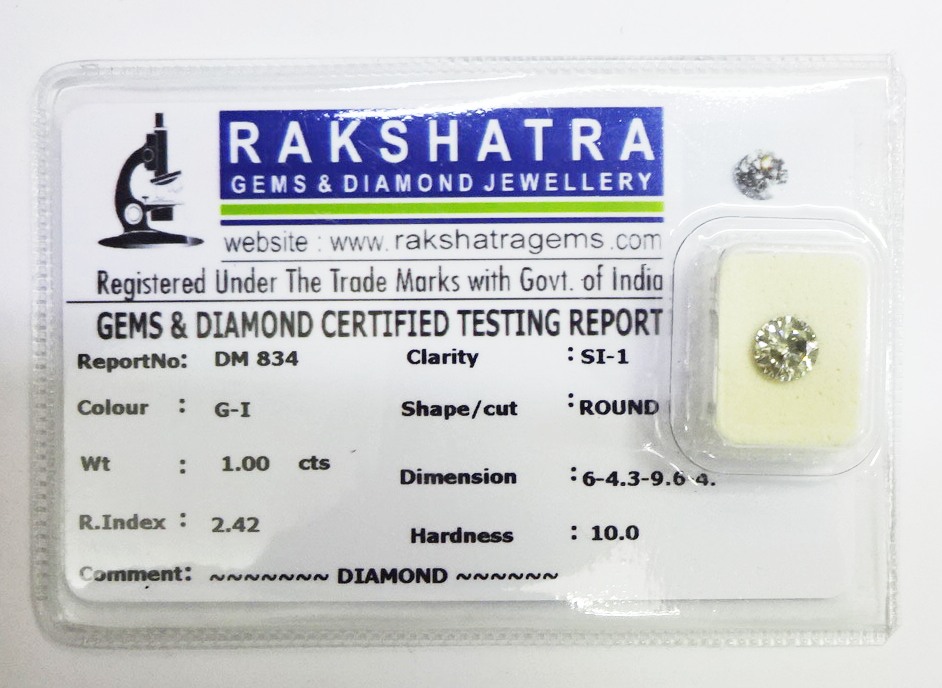 RAKSHATRA
GEMS & DIAMOND JEWELLERY
website : www.rakshatragems.com
Registered Under The Trade Marks with Govt. of India
GEMS & DIAMOND CERTIFIED TESTING REPORT
ReportNo: DM 834 Clarity : SI-1
Colour : G-I Shape/cut : ROUND
Wt : 1.00 cts Dimension : 6-4.3-9.6 4.
R.Index : 2.42 Hardness : 10.0
Comment: ~~~~~~~ DIAMOND ~~~~~~